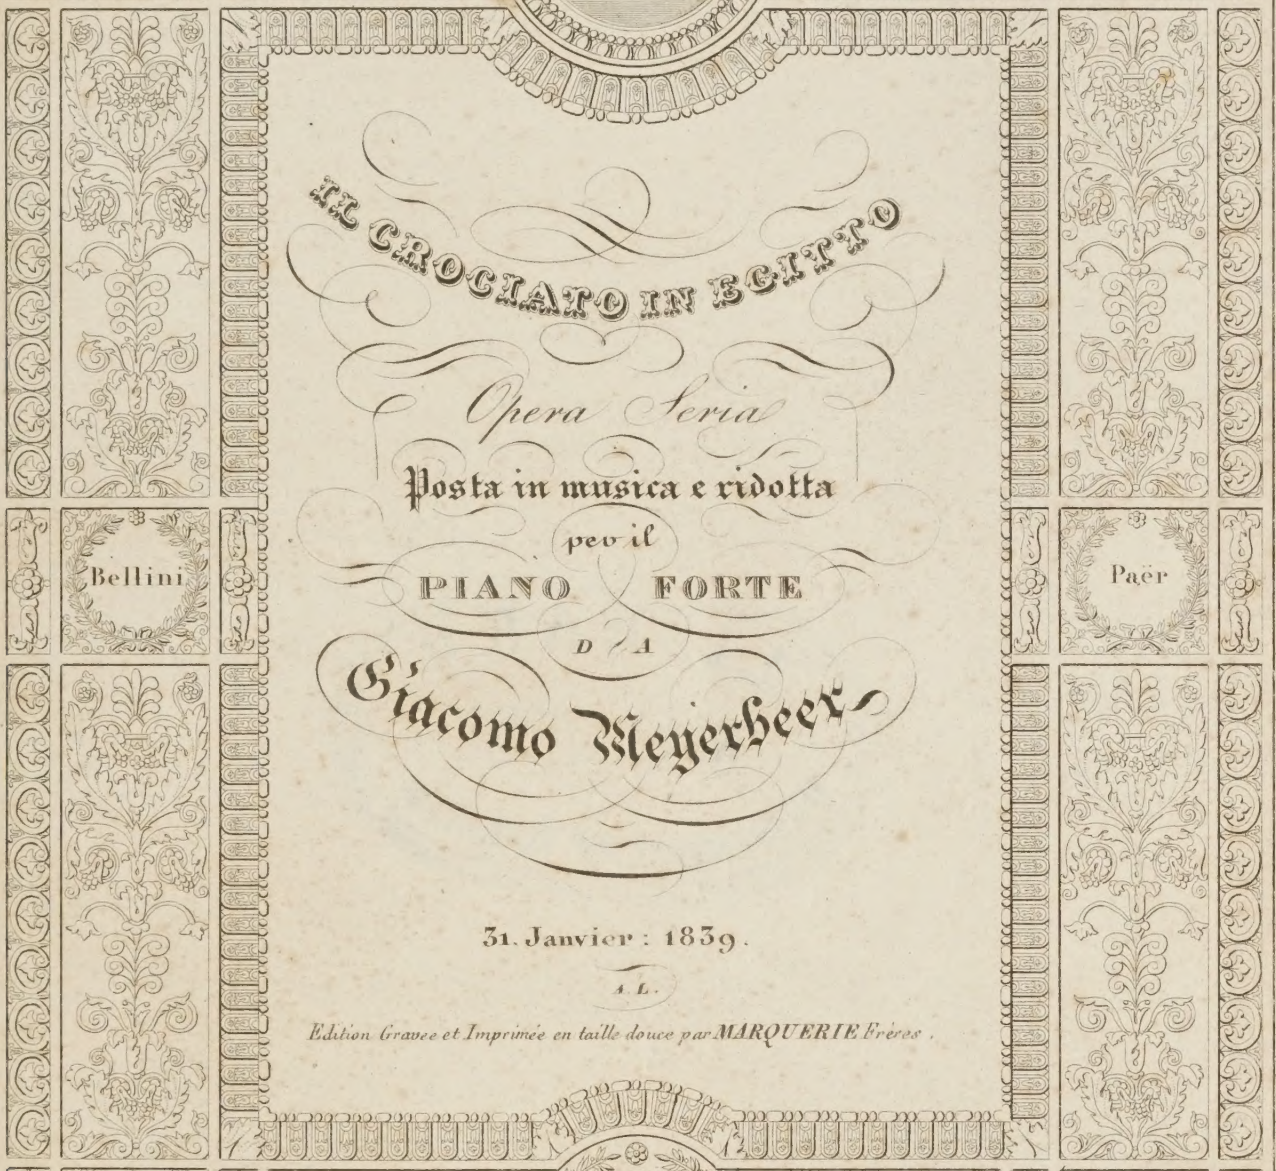 IL CROCIATO IN EGITTO
Opera Seria
Posta in musica e ridotta
per il
PIANO FORTE
DA
Giacomo Meyerbeer
Bellini
Paër
31. Janvier : 1839.
A. L.
Edition Gravee et Imprimée en taille douce par MARQUERIE Fréres.